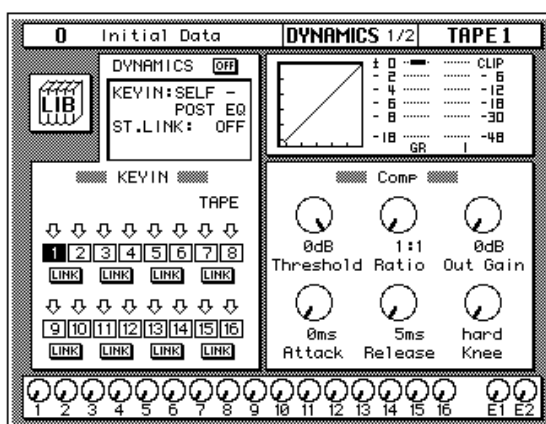 0 Initial Data DYNAMICS 1/2 TAPE 1
LIB
DYNAMICS OFF
KEYIN:SELF -
POST EQ
ST.LINK: OFF
± 0 CLIP
- 2 - 6
- 4 -12
- 6 -18
- 8 -30
-18 -48
GR I
KEYIN
TAPE
1 2 3 4 5 6 7 8
LINK LINK LINK LINK
9 10 11 12 13 14 15 16
LINK LINK LINK LINK
Comp
0dB 1:1 0dB
Threshold Ratio Out Gain
0ms 5ms hard
Attack Release Knee
1 2 3 4 5 6 7 8 9 10 11 12 13 14 15 16 E1 E2